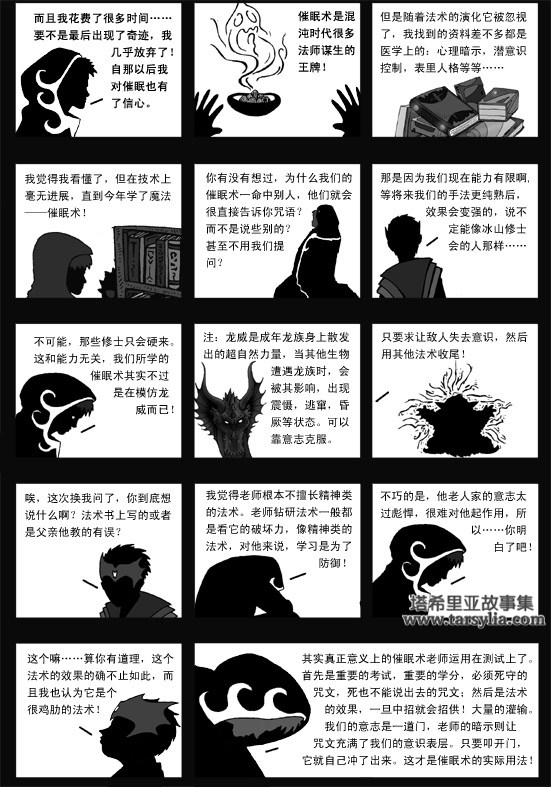 而且我花费了很多时间……
要不是最后出现了奇迹，我
几乎放弃了！
自那以后我
对催眠也有
了信心。
催眠术是混
沌时代很多
法师谋生的
王牌！
但是随着法术的演化它被忽视
了，我找到的资料差不多都是
医学上的：心理暗示，潜意识
控制，表里人格等等……
我觉得我看懂了，但在技术上
毫无进展，直到今年学了魔法
——催眠术！
你有没有想过，为什么我们的
催眠术一命中别人，他们就会
很直接告诉你咒语？
而不是说些别的？
甚至不用我们提
问？
那是因为我们现在能力有限啊，
等将来我们的手法更纯熟后，
效果会变强的，说不
定能像冰山修士
会的人那样……
不可能，那些修士只会硬来。
这和能力无关，我们所学的
催眠术其实不过
是在模仿龙
威而已！
注：龙威是成年龙族身上散发
出的超自然力量，当其他生物
遭遇龙族时，会
被其影响，出现
震慑，逃窜，昏
厥等状态。可以
靠意志克服。
只要求让敌人失去意识，然后
用其他法术收尾！
唉，这次换我问了，你到底想
说什么啊？法术书上写的或者
是父亲他教的有误？
我觉得老师根本不擅长精神类
的法术。老师钻研法术一般都
是看它的破坏力，像精神类的
法术，对他来说，学习是为了
防御！
不巧的是，他老人家的意志太
过彪悍，很难对他起作用，所
以……你明
白了吧！
塔希里亚故事集
www.tarsylia.com
这个嘛……算你有道理，这个
法术的效果的确不止如此，而
且我也认为它是个
很鸡肋的法术！
其实真正意义上的催眠术老师运用在测试上了。
首先是重要的考试，重要的学分，必须死守的
咒文，死也不能说出去的咒文；然后是法术
的效果，一旦中招就会招供！大量的灌输。
我们的意志是一道门，老师的暗示则让
咒文充满了我们的意识表层。只要叩开门，
它就自己冲了出来。这才是催眠术的实际用法！